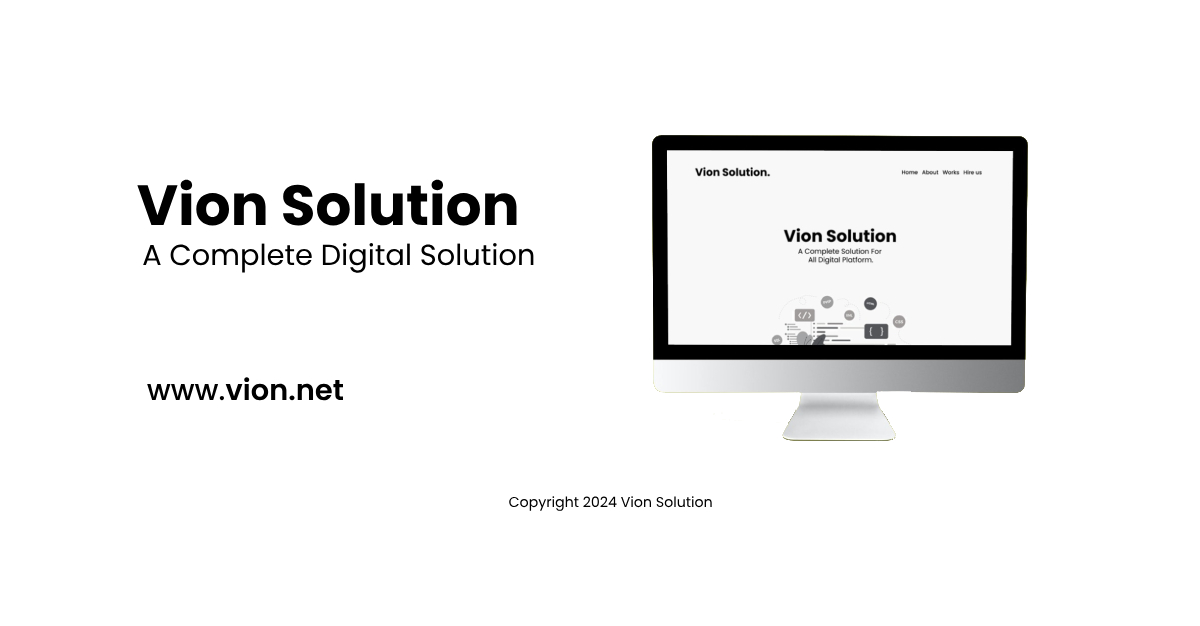 Vion Solution
A Complete Digital Solution
www.vion.net
Vion Solution.
Home About Works Hire us
Vion Solution
A Complete Solution For
All Digital Platform.
</>
CSS
{ }
Copyright 2024 Vion Solution